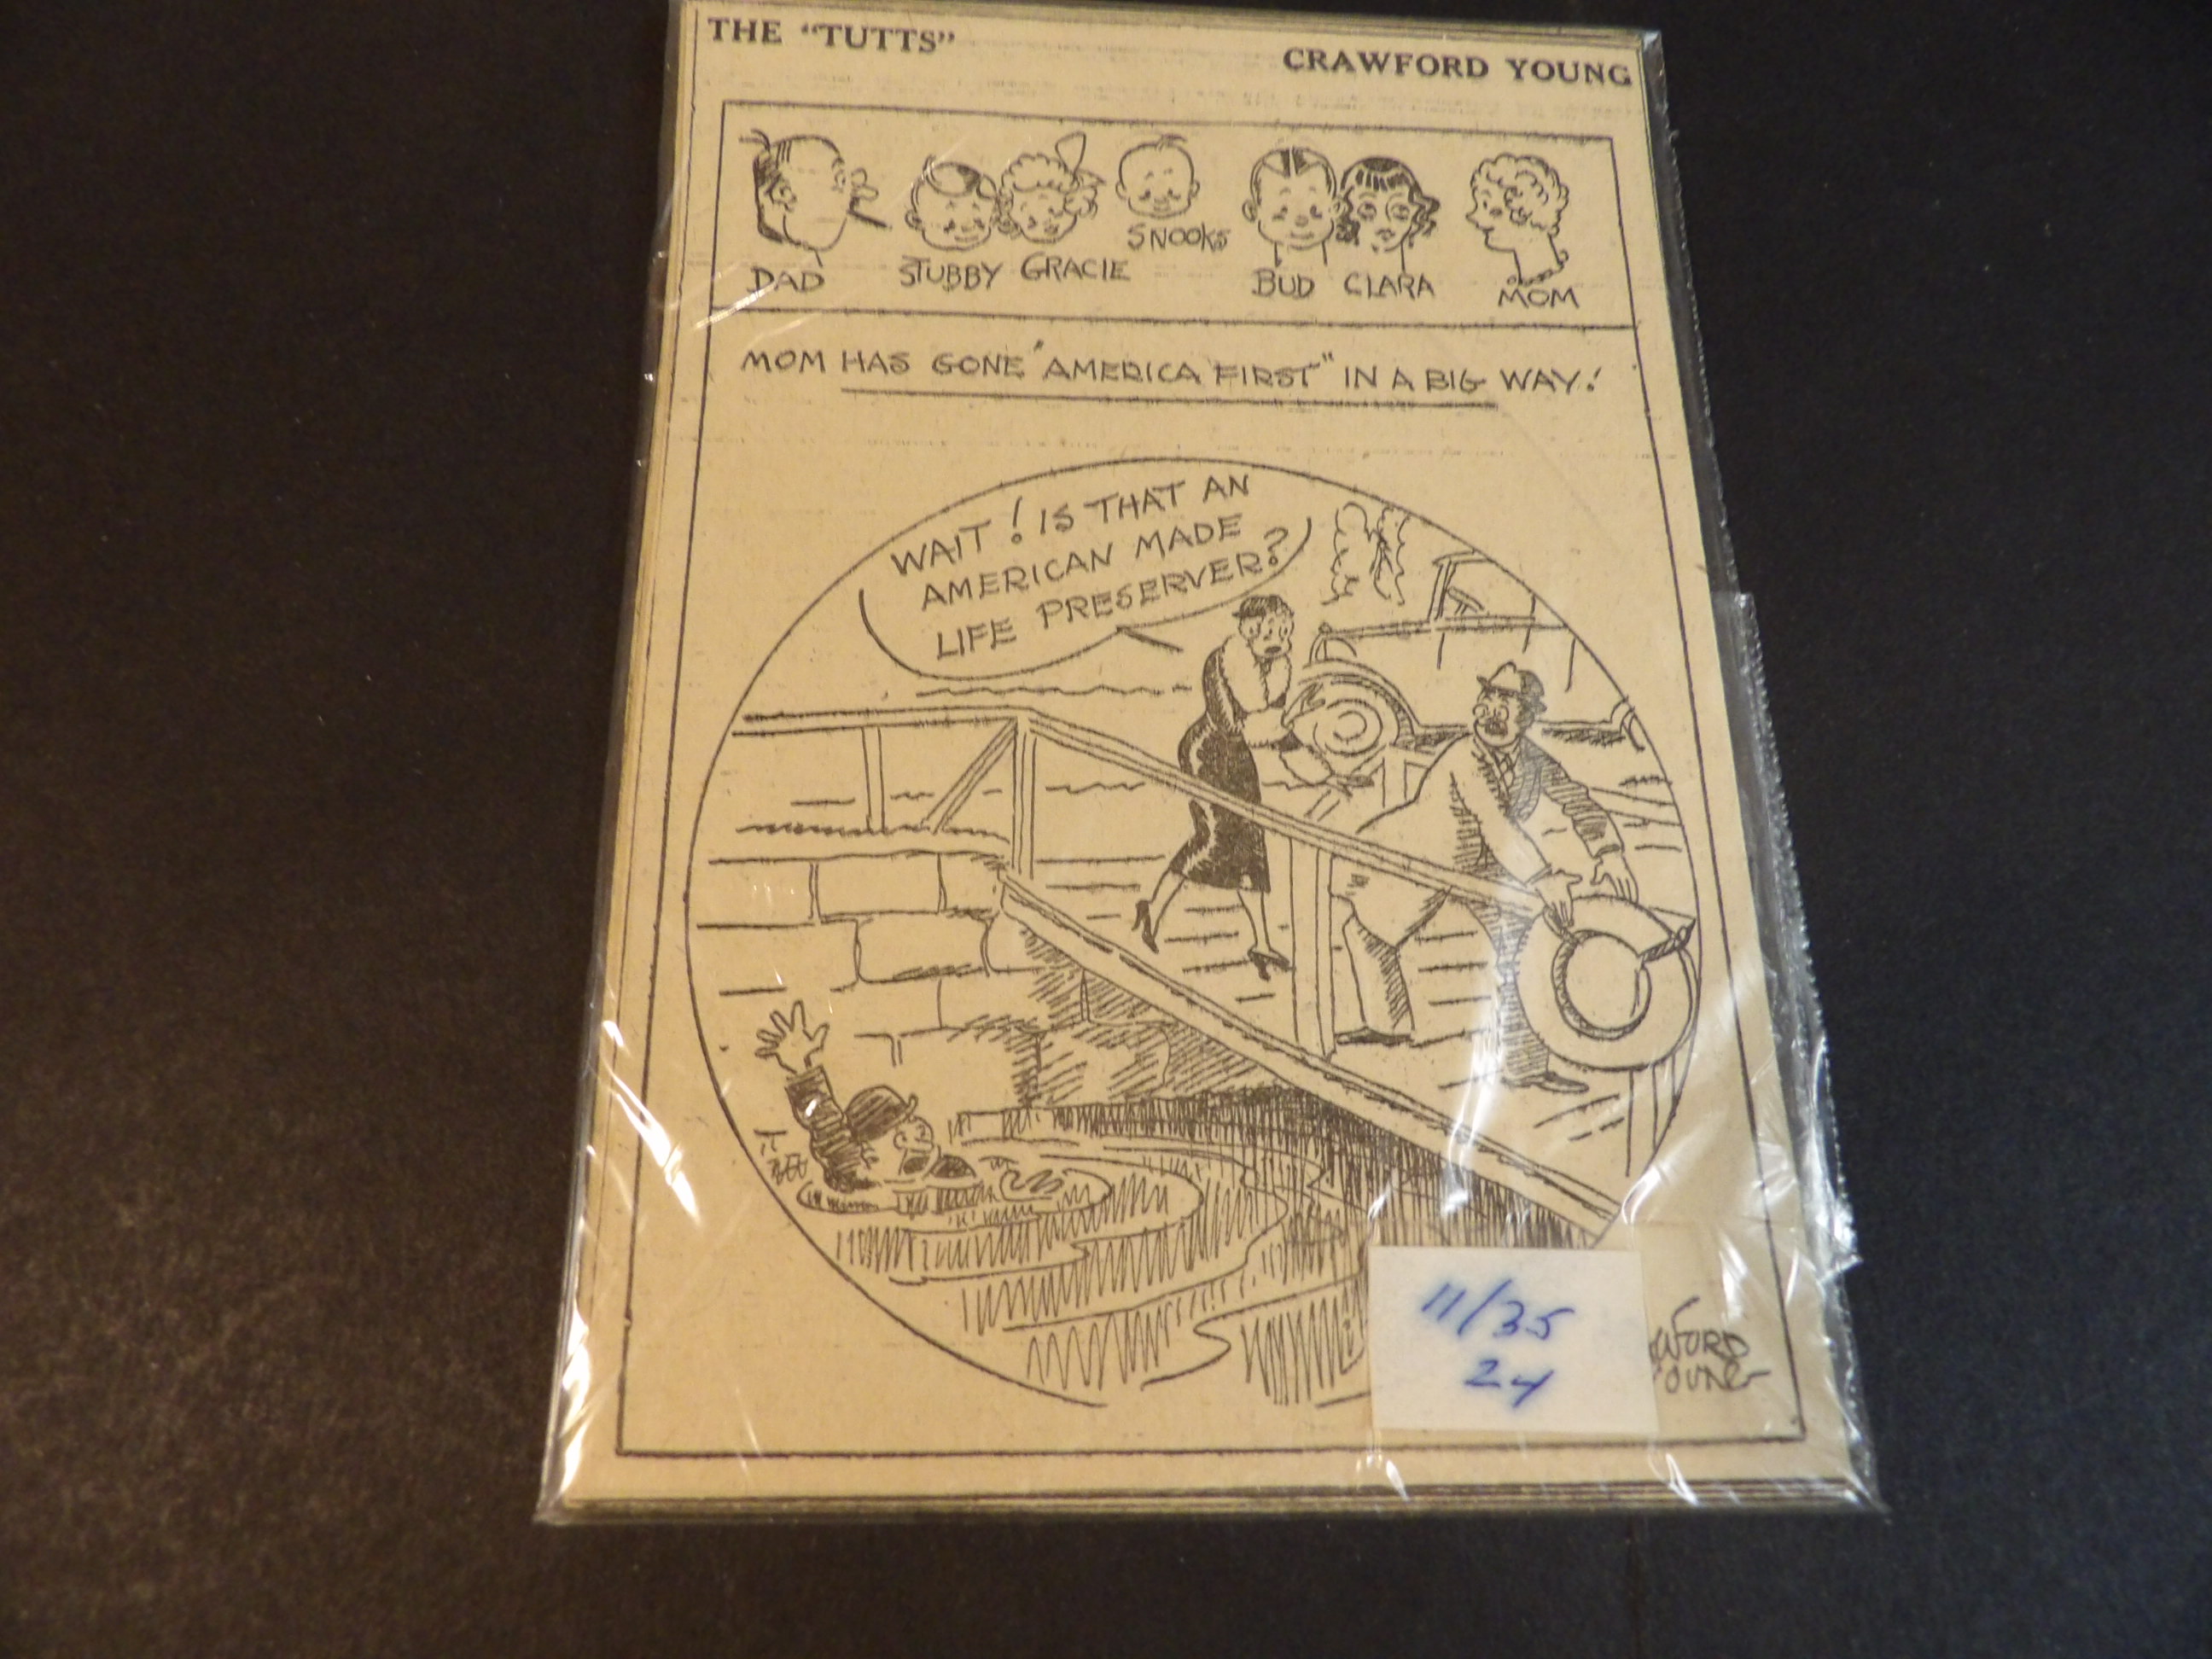 THE "TUTTS"
CRAWFORD YOUNG
DAD
STUBBY GRACIE
SNOOKS
BUD CLARA
MOM
MOM HAS GONE "AMERICA FIRST" IN A BIG WAY!
WAIT! IS THAT AN
AMERICAN MADE
LIFE PRESERVER?
11/35
24